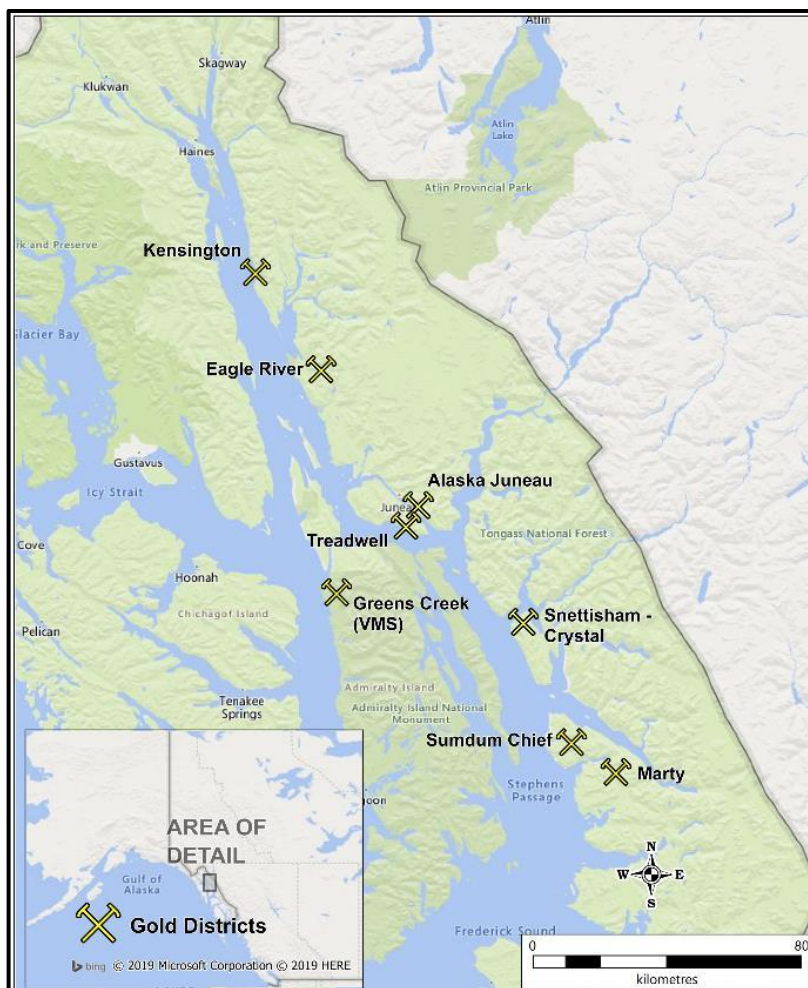 Atlin
Skagway
Klukwan
Atlin
Lake
Haines
Atlin Provincial Park
Kensington
ik and Preserve
Glacier Bay
Eagle River
Gustavus
Alaska Juneau
Icy Strait
Juneau
Tongass National Forest
Treadwell
Cove
Hoonah
Greens Creek
(VMS)
Snettisham -
Crystal
Chichagof Island
Pelican
Admiralty Island
Tenakee
Springs
Admiralty Island National
Monument
Sumdum Chief
Marty
Stephens
Passage
AREA OF
DETAIL
Gulf of
Alaska
N
W E
S
Gold Districts
Frederick Sound
0 80
kilometres
bing © 2019 Microsoft Corporation © 2019 HERE